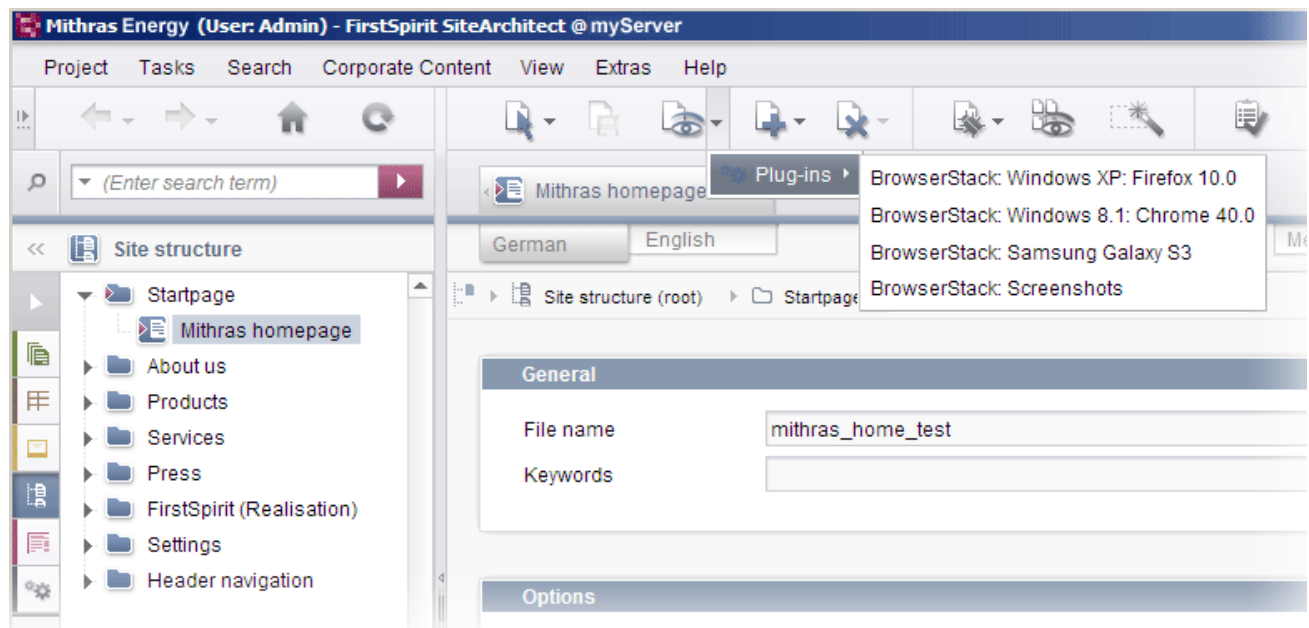 Mithras Energy (User: Admin) - FirstSpirit SiteArchitect @ myServer
Project Tasks Search Corporate Content View Extras Help
(Enter search term)
Mithras homepage
Plug-ins
BrowserStack: Windows XP: Firefox 10.0
BrowserStack: Windows 8.1: Chrome 40.0
BrowserStack: Samsung Galaxy S3
BrowserStack: Screenshots
Site structure
German English Me
Site structure (root) Startpage
Startpage
Mithras homepage
About us
Products
Services
Press
FirstSpirit (Realisation)
Settings
Header navigation
General
File name mithras_home_test
Keywords
Options